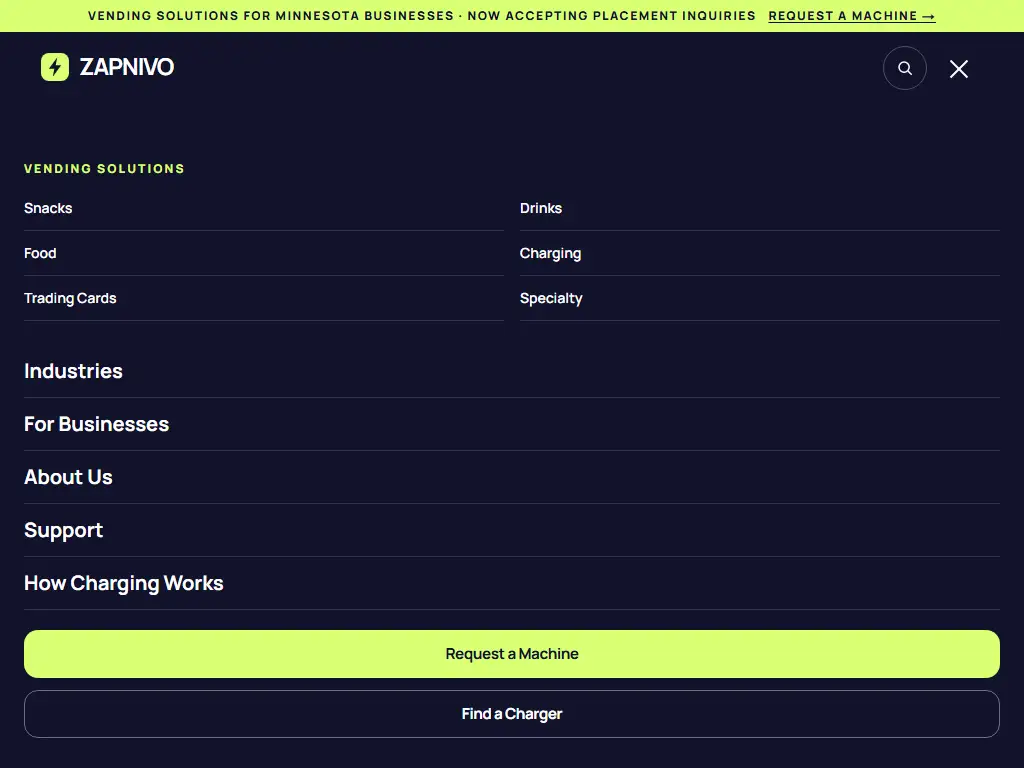 VENDING SOLUTIONS FOR MINNESOTA BUSINESSES · NOW ACCEPTING PLACEMENT INQUIRIES REQUEST A MACHINE →
ZAPNIVO
VENDING SOLUTIONS
Snacks
Drinks
Food
Charging
Trading Cards
Specialty
Industries
For Businesses
About Us
Support
How Charging Works
Request a Machine
Find a Charger